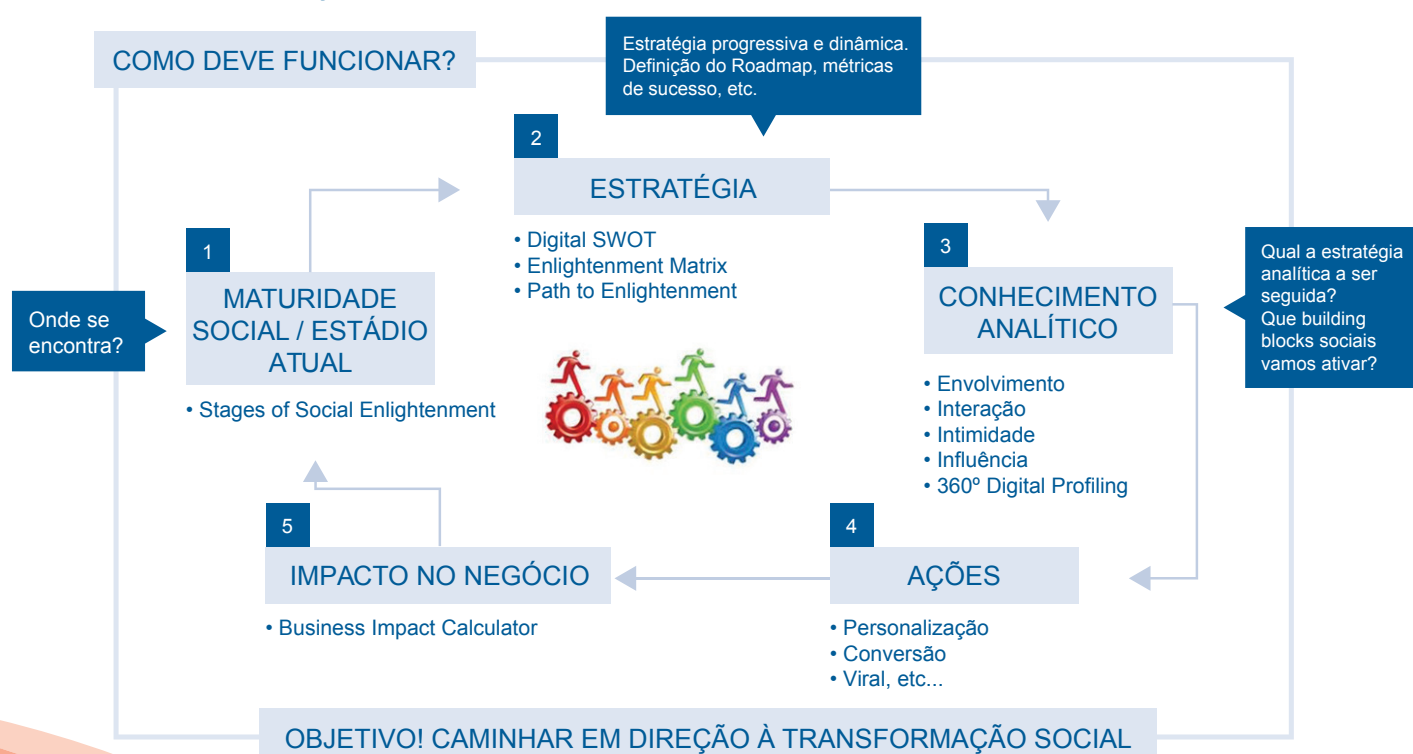 COMO DEVE FUNCIONAR?
Estratégia progressiva e dinâmica.
Definição do Roadmap, métricas
de sucesso, etc.
2
ESTRATÉGIA
• Digital SWOT
• Enlightenment Matrix
• Path to Enlightenment
1
MATURIDADE
SOCIAL / ESTÁDIO
ATUAL
• Stages of Social Enlightenment
Onde se
encontra?
3
CONHECIMENTO
ANALÍTICO
• Envolvimento
• Interação
• Intimidade
• Influência
• 360º Digital Profiling
Qual a estratégia
analítica a ser
seguida?
Que building
blocks sociais
vamos ativar?
5
IMPACTO NO NEGÓCIO
• Business Impact Calculator
4
AÇÕES
• Personalização
• Conversão
• Viral, etc...
OBJETIVO! CAMINHAR EM DIREÇÃO À TRANSFORMAÇÃO SOCIAL